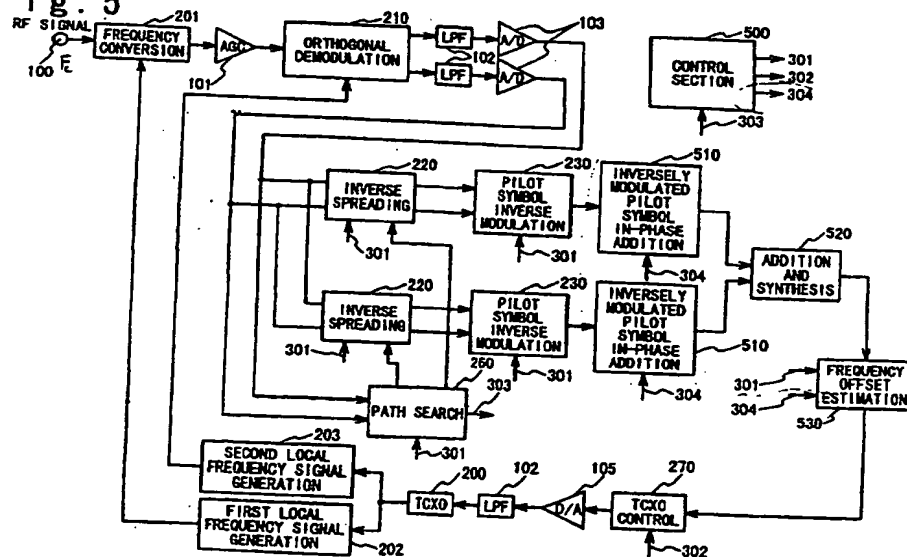 Fig. 5
RF SIGNAL
100
Fc
201
FREQUENCY
CONVERSION
AGC
101
210
ORTHOGONAL
DEMODULATION
LPF
LPF
102
A/D
A/D
103
500
CONTROL
SECTION
301
302
304
303
220
INVERSE
SPREADING
301
230
PILOT
SYMBOL
INVERSE
MODULATION
301
510
INVERSELY
MODULATED
PILOT
SYMBOL
IN-PHASE
ADDITION
304
520
ADDITION
AND
SYNTHESIS
220
INVERSE
SPREADING
301
230
PILOT
SYMBOL
INVERSE
MODULATION
301
INVERSELY
MODULATED
PILOT
SYMBOL
IN-PHASE
ADDITION
510
304
260
PATH SEARCH
303
301
301
304
FREQUENCY
OFFSET
ESTIMATION
530
203
SECOND LOCAL
FREQUENCY SIGNAL
GENERATION
FIRST LOCAL
FREQUENCY SIGNAL
GENERATION
202
200
TCXO
102
LPF
105
D/A
270
TCXO
CONTROL
302